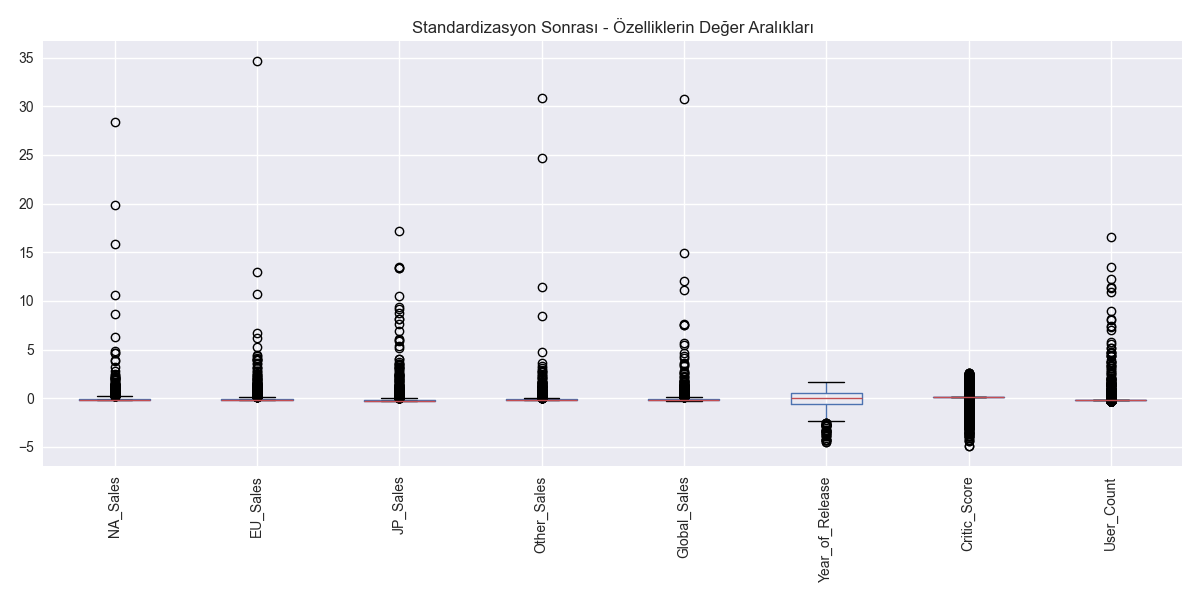 Standardizasyon Sonrası - Özelliklerin Değer Aralıkları
35
30
25
20
15
10
5
0
−5
NA_Sales
EU_Sales
JP_Sales
Other_Sales
Global_Sales
Year_of_Release
Critic_Score
User_Count